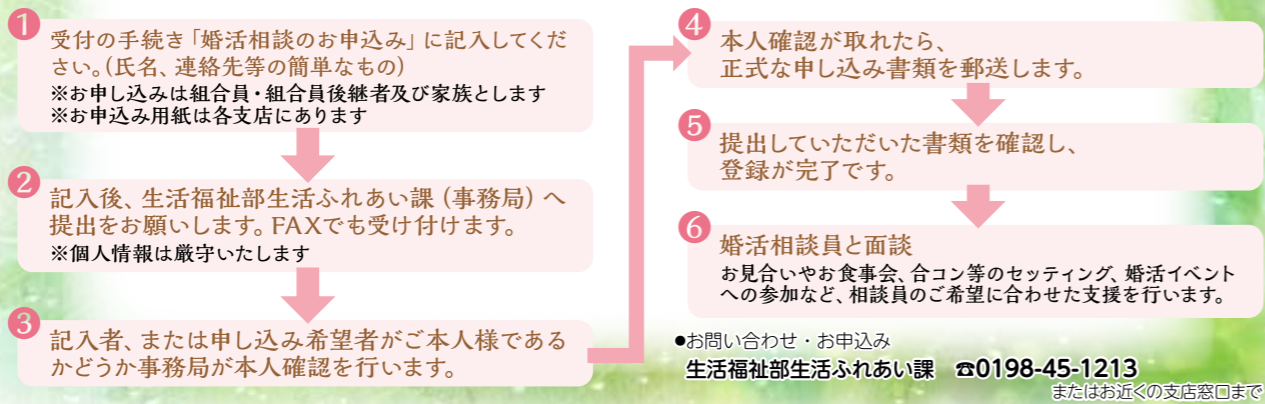 1
受付の手続き「婚活相談のお申込み」に記入してくだ
さい。(氏名、連絡先等の簡単なもの)
※お申し込みは組合員・組合員後継者及び家族とします
※お申込み用紙は各支店にあります
2
記入後、生活福祉部生活ふれあい課(事務局)へ
提出をお願いします。FAXでも受け付けます。
※個人情報は厳守いたします
3
記入者、または申し込み希望者がご本人様である
かどうか事務局が本人確認を行います。
4
本人確認が取れたら、
正式な申し込み書類を郵送します。
5
提出していただいた書類を確認し、
登録が完了です。
6
婚活相談員と面談
お見合いやお食事会、合コン等のセッティング、婚活イベント
への参加など、相談員のご希望に合わせた支援を行います。
●お問い合わせ・お申込み
生活福祉部生活ふれあい課 ☎0198-45-1213
またはお近くの支店窓口まで